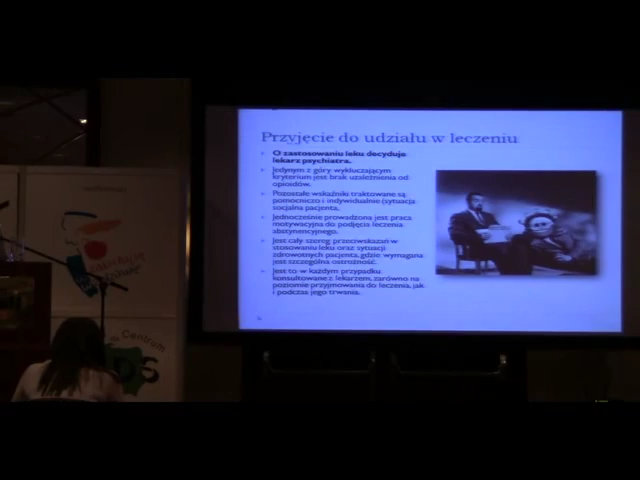 Przyjęcie do udziału w leczeniu
O zastosowaniu leku decyduje
lekarz psychiatra.
Jedynym z góry wykluczającym
kryterium jest brak uzależnienia od
opioidów.
Pozostałe wskaźniki traktowane są
pomocniczo i indywidualnie (sytuacja
socjalna pacjenta,
Jednocześnie prowadzona jest praca
motywacyjna do podjęcia leczenia
abstynencyjnego.
Jest cały szereg przeciwskazań w
stosowaniu leku oraz sytuacji
zdrowotnych pacjenta, gdzie wymagana
jest szczególna ostrożność.
Jest to w każdym przypadku
konsultowane z lekarzem, zarówno na
poziomie przyjmowania do leczenia, jak
i podczas jego trwania.
Centrum